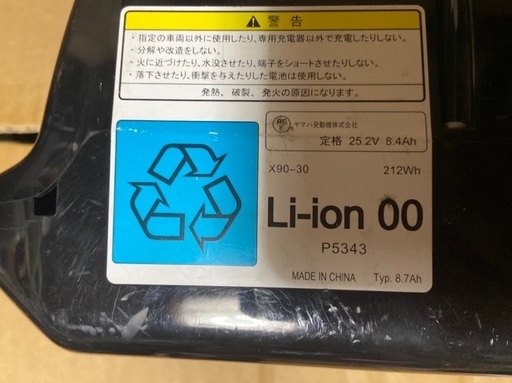 警告
・指定の車両以外に使用したり、専用充電器以外で充電したりしない。
・分解や改造をしない。
・火に近づけたり、水没させたり、端子をショートさせたりしない。
・落下させたり、衝撃を与えたりした電池は使用しない。
発熱、破裂、発火の原因になります。
PS
E
ヤマハ発動機株式会社
定格 25.2V 8.4Ah
X90-30 212Wh
Li-ion 00
P5343
MADE IN CHINA Typ. 8.7Ah